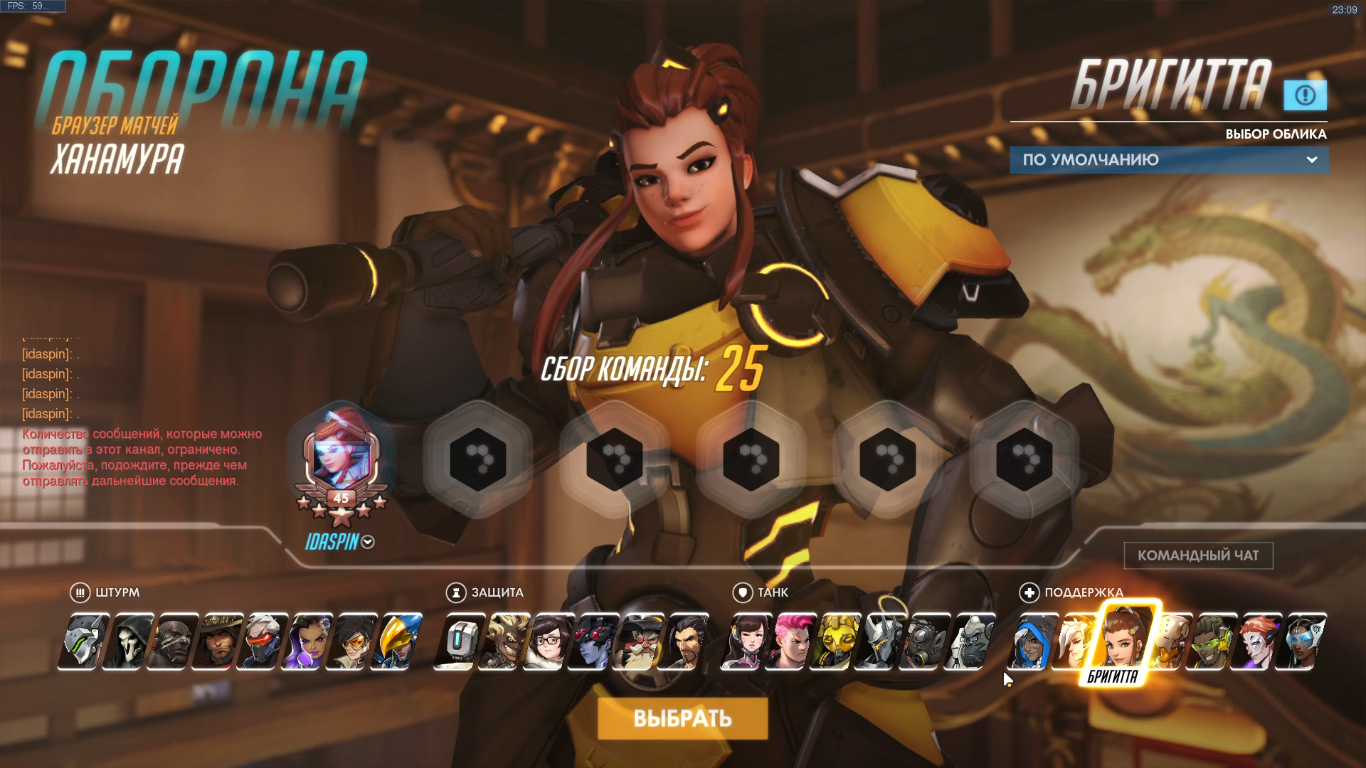 FPS: 59...
23:09
ОБОРОНА
БРАУЗЕР МАТЧЕЙ
ХАНАМУРА
БРИГИТТА
ВЫБОР ОБЛИКА
ПО УМОЛЧАНИЮ
СБОР КОМАНДЫ: 25
[idaspin]: .
[idaspin]: .
[idaspin]: .
[idaspin]: .
[idaspin]: .
Количество сообщений, которые можно
отправить в этот канал, ограничено.
Пожалуйста, подождите, прежде чем
отправлять дальнейшие сообщения.
45
IDASPIN
КОМАНДНЫЙ ЧАТ
ШТУРМ
ЗАЩИТА
ТАНК
ПОДДЕРЖКА
БРИГИТТА
ВЫБРАТЬ